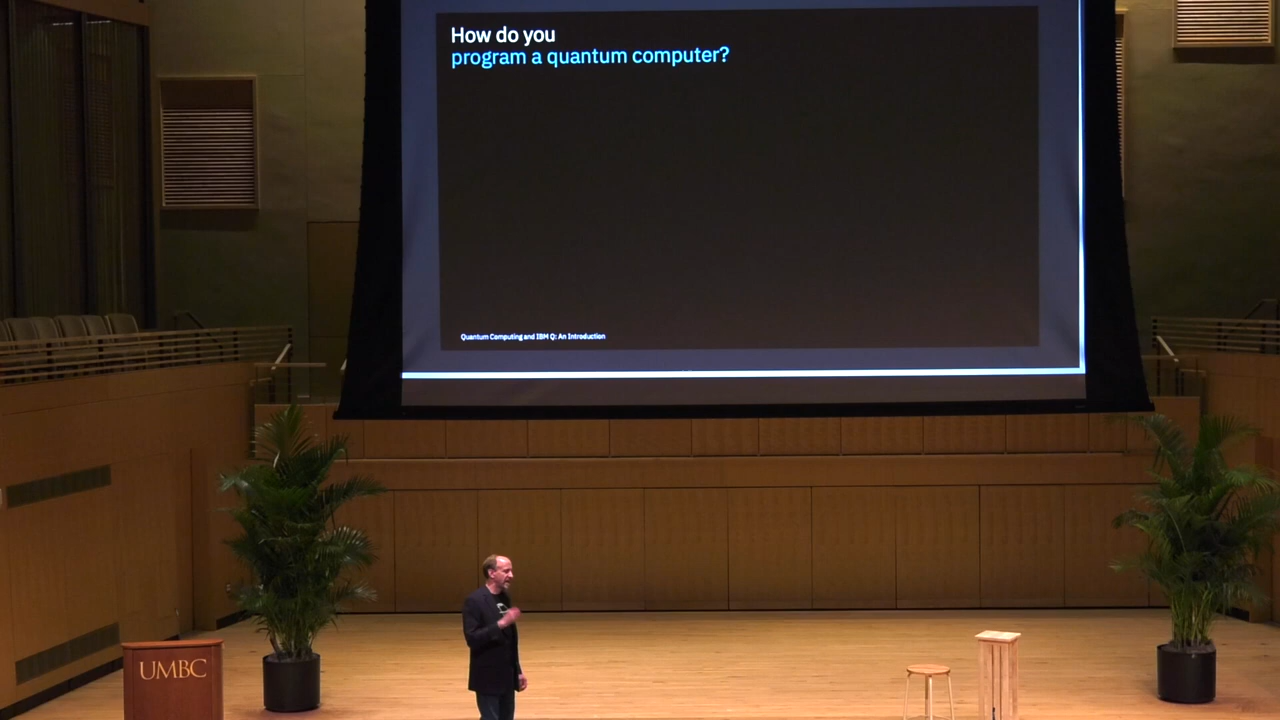 How do you
program a quantum computer?
Quantum Computing and IBM Q: An Introduction
UMBC